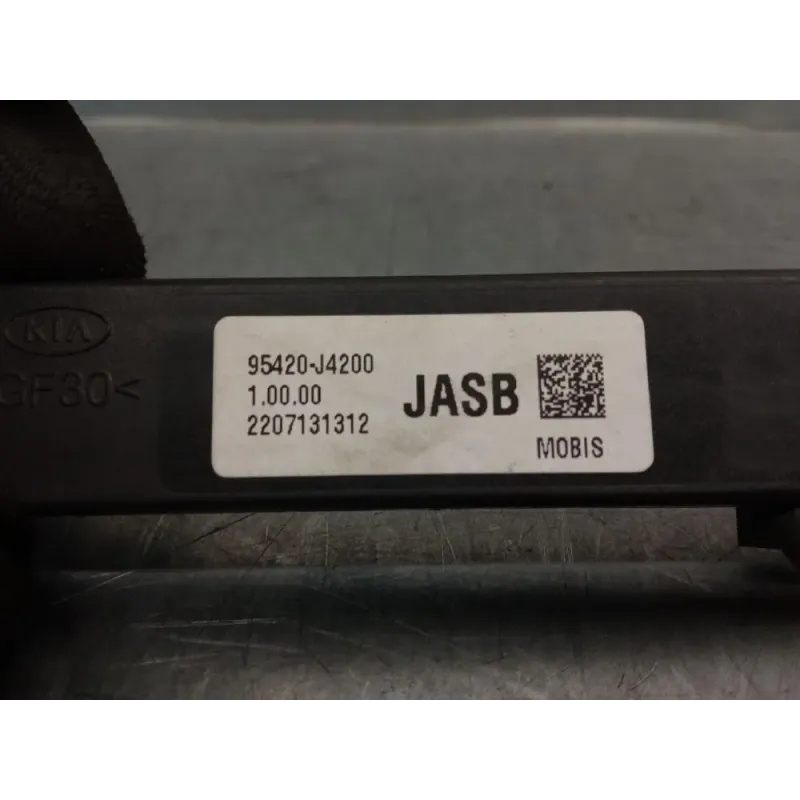 KIA
GF30<
95420-J4200
1.00.00
2207131312
JASB
MOBIS